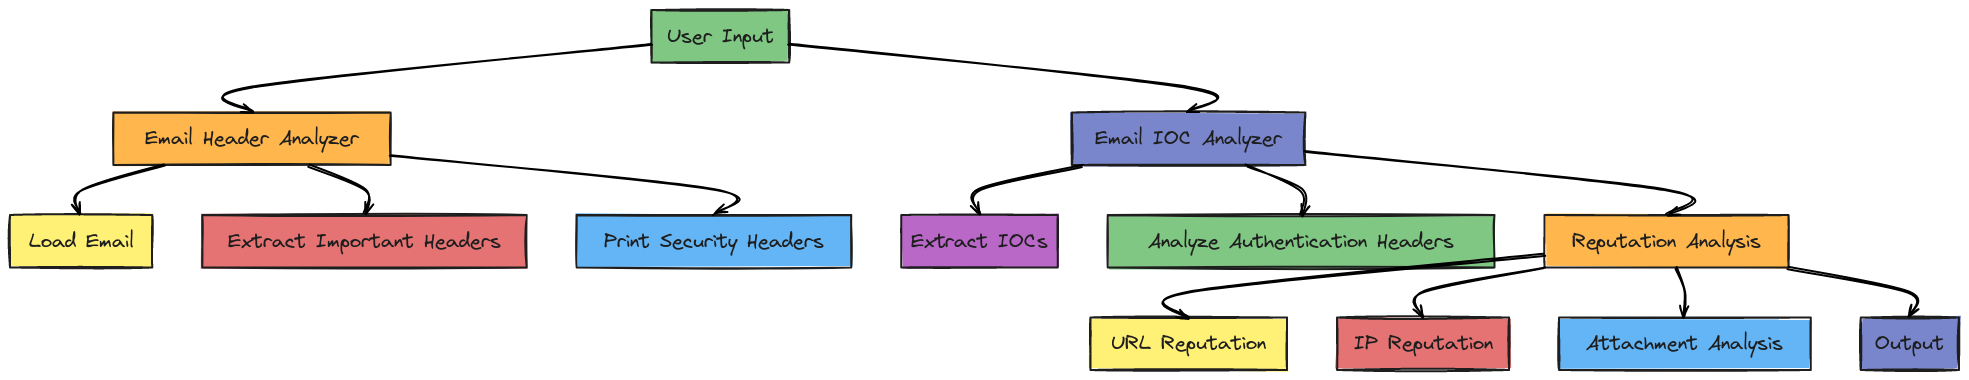 User Input
Email Header Analyzer
Email IOC Analyzer
Load Email
Extract Important Headers
Print Security Headers
Extract IOCs
Analyze Authentication Headers
Reputation Analysis
URL Reputation
IP Reputation
Attachment Analysis
Output